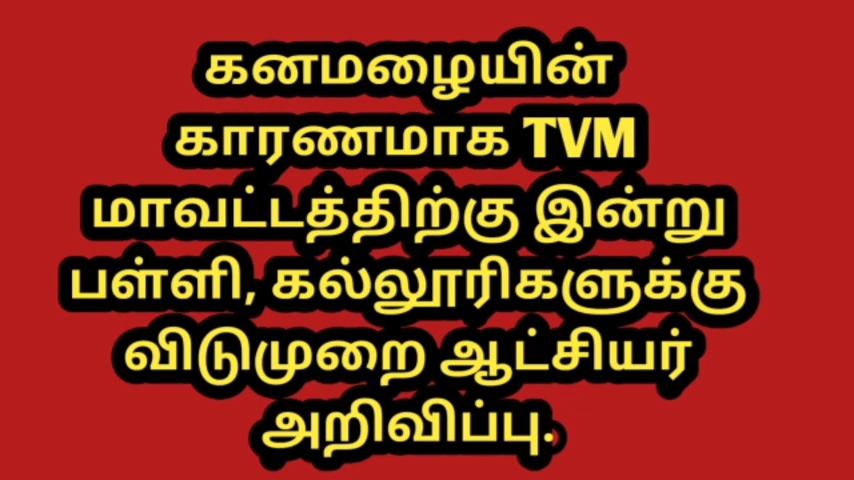 கனமழையின்
காரணமாக TVM
மாவட்டத்திற்கு இன்று
பள்ளி, கல்லூரிகளுக்கு
விடுமுறை ஆட்சியர்
அறிவிப்பு.